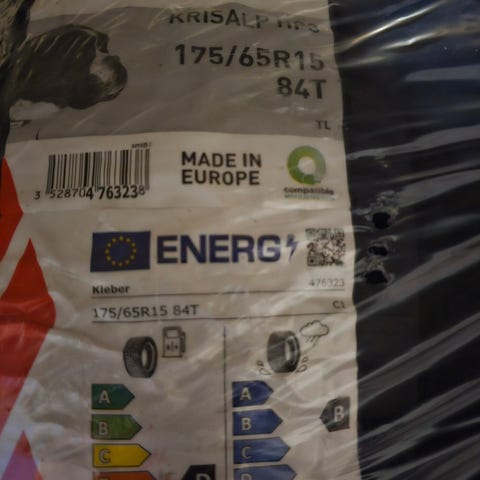 KRISALP HP3
175/65R15
84T
TL
3 528704 763238
MADE IN
EUROPE
compatible
ENERG
Kleber 476323
175/65R15 84T C1
A A
B B B
C C
D